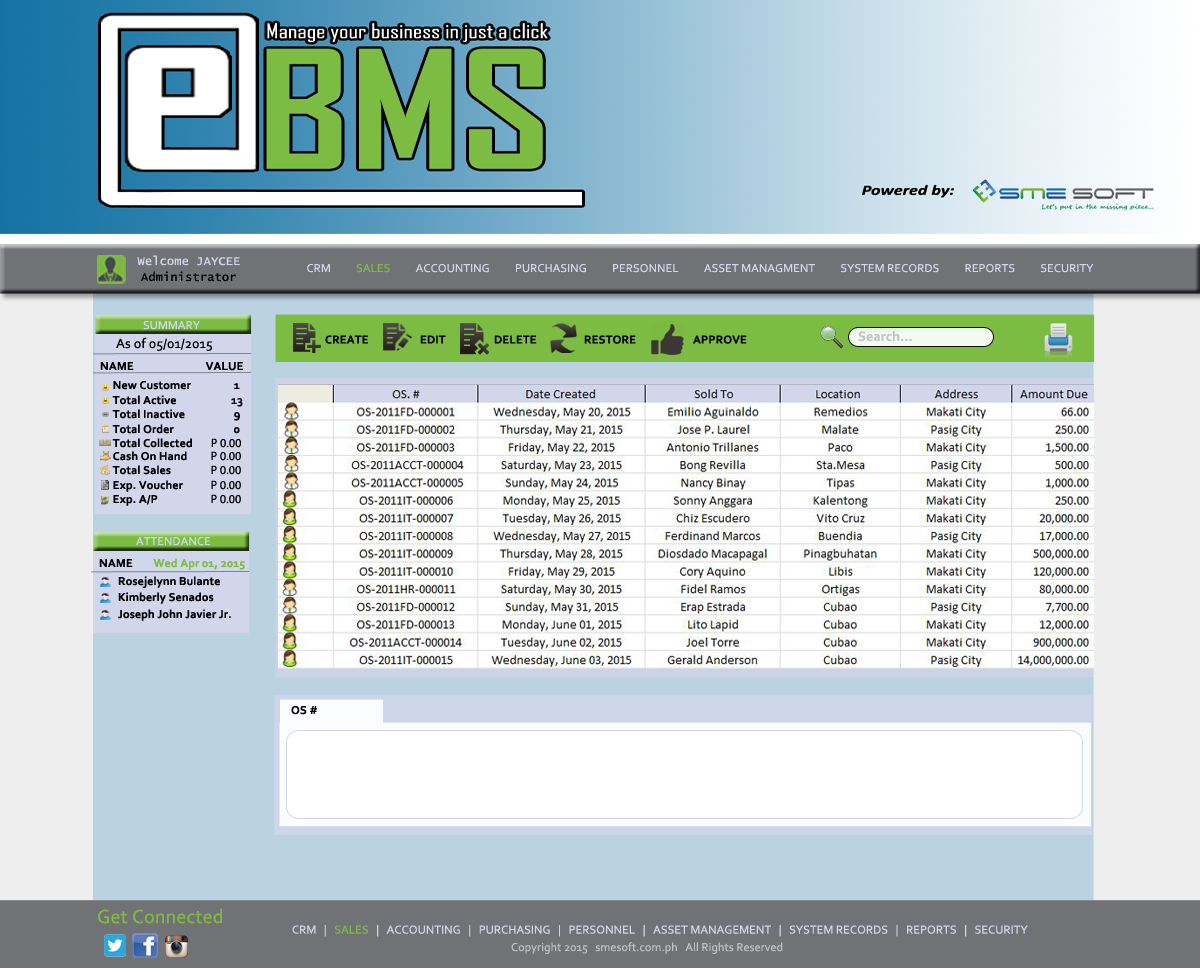 Manage your business in just a click
eBMS
Powered by: SME SOFT
Let's put in the missing piece...
Welcome JAYCEE
Administrator
CRM SALES ACCOUNTING PURCHASING PERSONNEL ASSET MANAGMENT SYSTEM RECORDS REPORTS SECURITY
SUMMARY
As of 05/01/2015
NAME VALUE
New Customer 1
Total Active 13
Total Inactive 9
Total Order 0
Total Collected P 0.00
Cash On Hand P 0.00
Total Sales P 0.00
Exp. Voucher P 0.00
Exp. A/P P 0.00
ATTENDANCE
NAME Wed Apr 01, 2015
Rosejelynn Bulante
Kimberly Senados
Joseph John Javier Jr.
CREATE EDIT DELETE RESTORE APPROVE Search...
OS. # Date Created Sold To Location Address Amount Due
OS-2011FD-000001 Wednesday, May 20, 2015 Emilio Aguinaldo Remedios Makati City 66.00
OS-2011FD-000002 Thursday, May 21, 2015 Jose P. Laurel Malate Pasig City 250.00
OS-2011FD-000003 Friday, May 22, 2015 Antonio Trillanes Paco Makati City 1,500.00
OS-2011ACCT-000004 Saturday, May 23, 2015 Bong Revilla Sta.Mesa Pasig City 500.00
OS-2011ACCT-000005 Sunday, May 24, 2015 Nancy Binay Tipas Makati City 1,000.00
OS-2011IT-000006 Monday, May 25, 2015 Sonny Anggara Kalentong Makati City 250.00
OS-2011IT-000007 Tuesday, May 26, 2015 Chiz Escudero Vito Cruz Makati City 20,000.00
OS-2011IT-000008 Wednesday, May 27, 2015 Ferdinand Marcos Buendia Pasig City 17,000.00
OS-2011IT-000009 Thursday, May 28, 2015 Diosdado Macapagal Pinagbuhatan Makati City 500,000.00
OS-2011IT-000010 Friday, May 29, 2015 Cory Aquino Libis Makati City 120,000.00
OS-2011HR-000011 Saturday, May 30, 2015 Fidel Ramos Ortigas Makati City 80,000.00
OS-2011FD-000012 Sunday, May 31, 2015 Erap Estrada Cubao Pasig City 7,700.00
OS-2011FD-000013 Monday, June 01, 2015 Lito Lapid Cubao Makati City 12,000.00
OS-2011ACCT-000014 Tuesday, June 02, 2015 Joel Torre Cubao Makati City 900,000.00
OS-2011IT-000015 Wednesday, June 03, 2015 Gerald Anderson Cubao Pasig City 14,000,000.00
OS #
Get Connected
CRM | SALES | ACCOUNTING | PURCHASING | PERSONNEL | ASSET MANAGEMENT | SYSTEM RECORDS | REPORTS | SECURITY
Copyright 2015 smesoft.com.ph All Rights Reserved